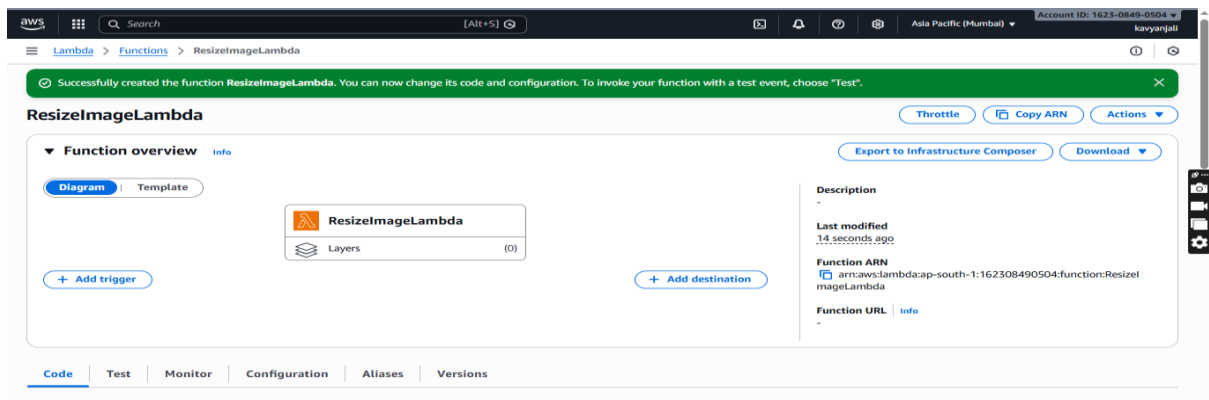 aws Search [Alt+S] Asia Pacific (Mumbai) Account ID: 1623-0849-0504
kavyanjali
Lambda > Functions > ResizeImageLambda
Successfully created the function ResizeImageLambda. You can now change its code and configuration. To invoke your function with a test event, choose "Test".
ResizeImageLambda Throttle Copy ARN Actions
Function overview Info Export to Infrastructure Composer Download
Diagram Template
Description
-
ResizeImageLambda
Layers (0)
Last modified
14 seconds ago
Function ARN
arn:aws:lambda:ap-south-1:162308490504:function:ResizeI
mageLambda
+ Add trigger + Add destination
Function URL Info
-
Code Test Monitor Configuration Aliases Versions